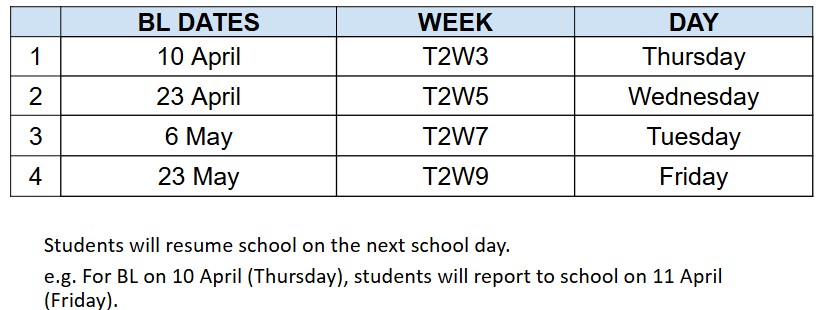 BL DATES WEEK DAY
1 10 April T2W3 Thursday
2 23 April T2W5 Wednesday
3 6 May T2W7 Tuesday
4 23 May T2W9 Friday
Students will resume school on the next school day.
e.g. For BL on 10 April (Thursday), students will report to school on 11 April
(Friday).